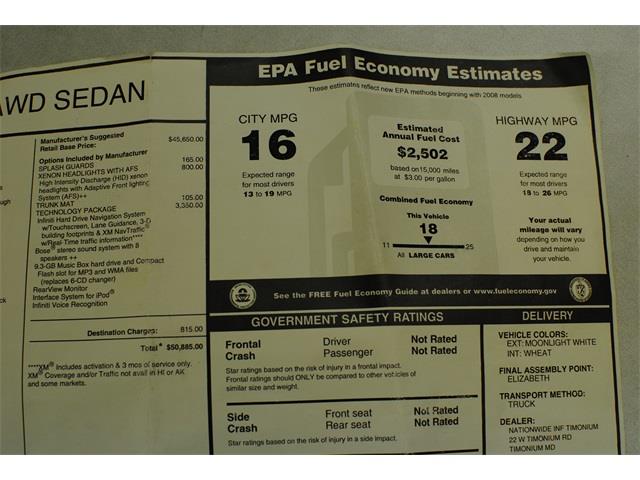 AWD SEDAN
Manufacturer's Suggested
Retail Base Price: $45,650.00
Options Included by Manufacturer
SPLASH GUARDS 165.00
XENON HEADLIGHTS WITH AFS 800.00
High Intensity Discharge (HID) xenon
headlights with Adaptive Front lighting
System (AFS)++
TRUNK MAT 105.00
TECHNOLOGY PACKAGE 3,350.00
Infiniti Hard Drive Navigation System
w/Touchscreen, Lane Guidance, 3-D
building footprints & XM NavTraffic®
w/Real-Time traffic information****
Bose® stereo sound system with 8
speakers ++
9.3-GB Music Box hard drive and Compact
Flash slot for MP3 and WMA files
(replaces 6-CD changer)
RearView Monitor
Interface System for iPod®
Infiniti Voice Recognition
Destination Charges: 815.00
Total* $50,885.00
****XM® Includes activation & 3 mos of service only.
XM® Coverage and/or Traffic not avail in HI or AK
and some markets.
EPA Fuel Economy Estimates
These estimates reflect new EPA methods beginning with 2008 models.
CITY MPG
16
Expected range
for most drivers
13 to 19 MPG
Estimated
Annual Fuel Cost
$2,502
based on 15,000 miles
at $3.00 per gallon
Combined Fuel Economy
This Vehicle
18
11 25
All LARGE CARS
HIGHWAY MPG
22
Expected range
for most drivers
18 to 26 MPG
Your actual
mileage will vary
depending on how you
drive and maintain
your vehicle.
See the FREE Fuel Economy Guide at dealers or www.fueleconomy.gov
GOVERNMENT SAFETY RATINGS
Frontal Crash
Driver Not Rated
Passenger Not Rated
Star ratings based on the risk of injury in a frontal impact.
Frontal ratings should ONLY be compared to other vehicles of
similar size and weight.
Side Crash
Front seat Not Rated
Rear seat Not Rated
Star ratings based on the risk of injury in a side impact.
DELIVERY
VEHICLE COLORS:
EXT: MOONLIGHT WHITE
INT: WHEAT
FINAL ASSEMBLY POINT:
ELIZABETH
TRANSPORT METHOD:
TRUCK
DEALER:
NATIONWIDE INF TIMONIUM
22 W TIMONIUM RD
TIMONIUM MD